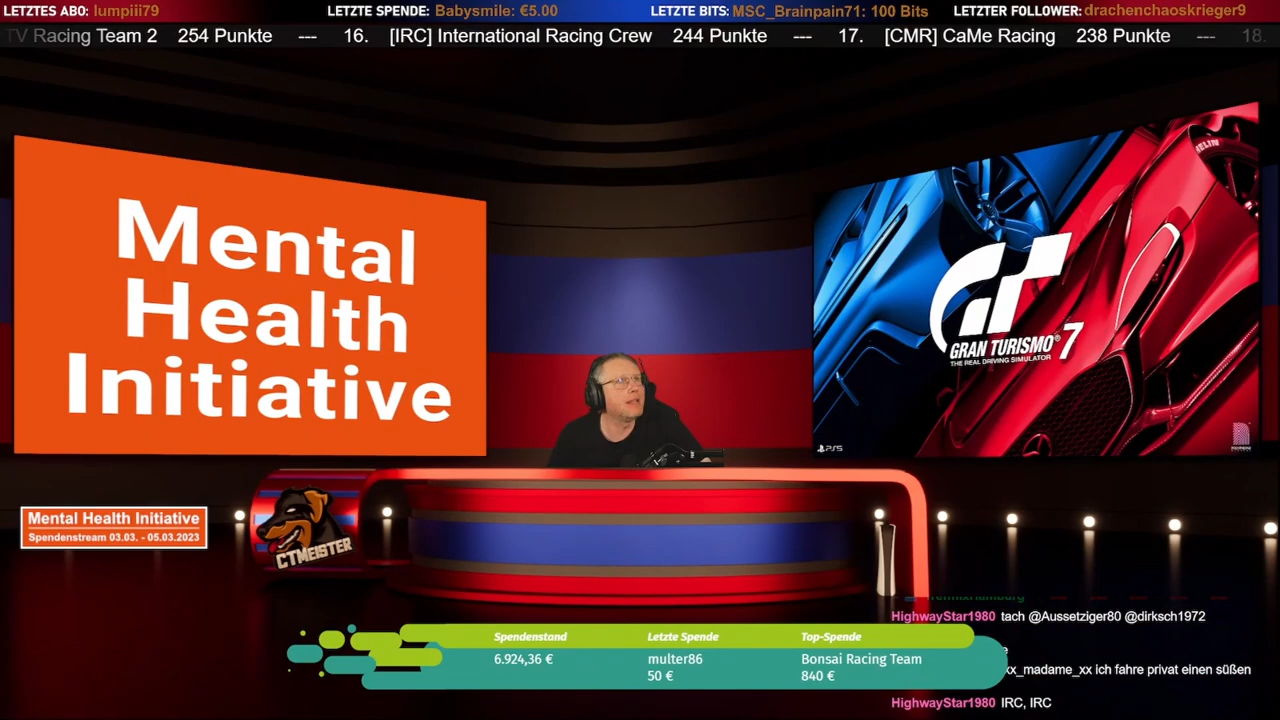 LETZTES ABO: lumpiii79
LETZTE SPENDE: Babysmile: €5.00
LETZTE BITS: MSC_Brainpain71: 100 Bits
LETZTER FOLLOWER: drachenchaoskrieger9
TV Racing Team 2 254 Punkte --- 16. [IRC] International Racing Crew 244 Punkte --- 17. [CMR] CaMe Racing 238 Punkte --- 18.
Mental
Health
Initiative
GRAN TURISMO® 7
THE REAL DRIVING SIMULATOR
PS5
Mental Health Initiative
Spendenstream 03.03. - 05.03.2023
CTMEISTER
HighwayStar1980 tach @Aussetziger80 @dirksch1972
xx_madame_xx ich fahre privat einen süßen
HighwayStar1980 IRC, IRC
Spendenstand
6.924,36 €
Letzte Spende
multer86
50 €
Top-Spende
Bonsai Racing Team
840 €